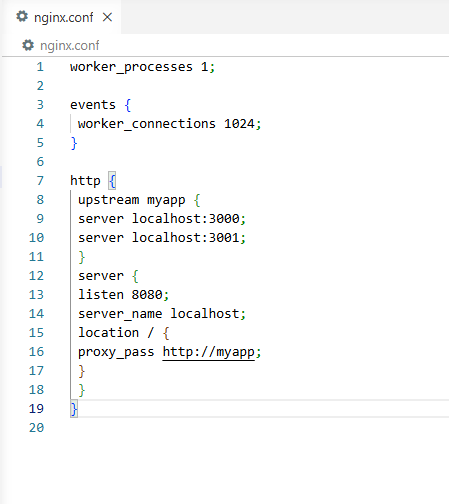 nginx.conf
nginx.conf
1 worker_processes 1;
2
3 events {
4 worker_connections 1024;
5 }
6
7 http {
8 upstream myapp {
9 server localhost:3000;
10 server localhost:3001;
11 }
12 server {
13 listen 8080;
14 server_name localhost;
15 location / {
16 proxy_pass http://myapp;
17 }
18 }
19 }
20